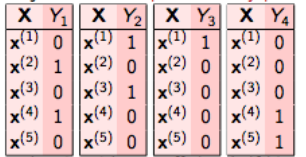 X Y₁ X Y₂ X Y₃ X Y₄
x⁽¹⁾ 0 x⁽¹⁾ 1 x⁽¹⁾ 1 x⁽¹⁾ 0
x⁽²⁾ 1 x⁽²⁾ 0 x⁽²⁾ 0 x⁽²⁾ 0
x⁽³⁾ 0 x⁽³⁾ 1 x⁽³⁾ 0 x⁽³⁾ 0
x⁽⁴⁾ 1 x⁽⁴⁾ 0 x⁽⁴⁾ 0 x⁽⁴⁾ 1
x⁽⁵⁾ 0 x⁽⁵⁾ 0 x⁽⁵⁾ 0 x⁽⁵⁾ 1